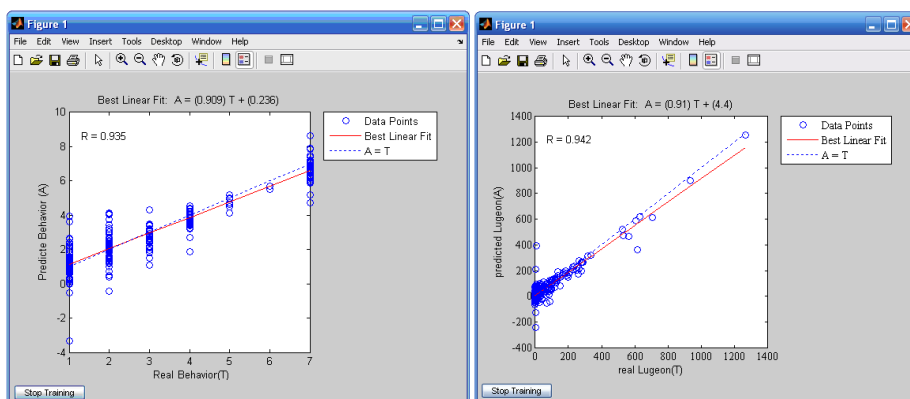 Figure 1
File Edit View Insert Tools Desktop Window Help
Best Linear Fit: A = (0.909) T + (0.236)
R = 0.935
Data Points
Best Linear Fit
A = T
10
8
6
4
2
0
-2
-4
Predicte Behavior (A)
1 2 3 4 5 6 7
Real Behavior(T)
Stop Training
Figure 1
File Edit View Insert Tools Desktop Window Help
Best Linear Fit: A = (0.91) T + (4.4)
R = 0.942
Data Points
Best Linear Fit
A = T
1400
1200
1000
800
600
400
200
0
-200
-400
predicted Lugeon(A)
0 200 400 600 800 1000 1200 1400
real Lugeon(T)
Stop Training